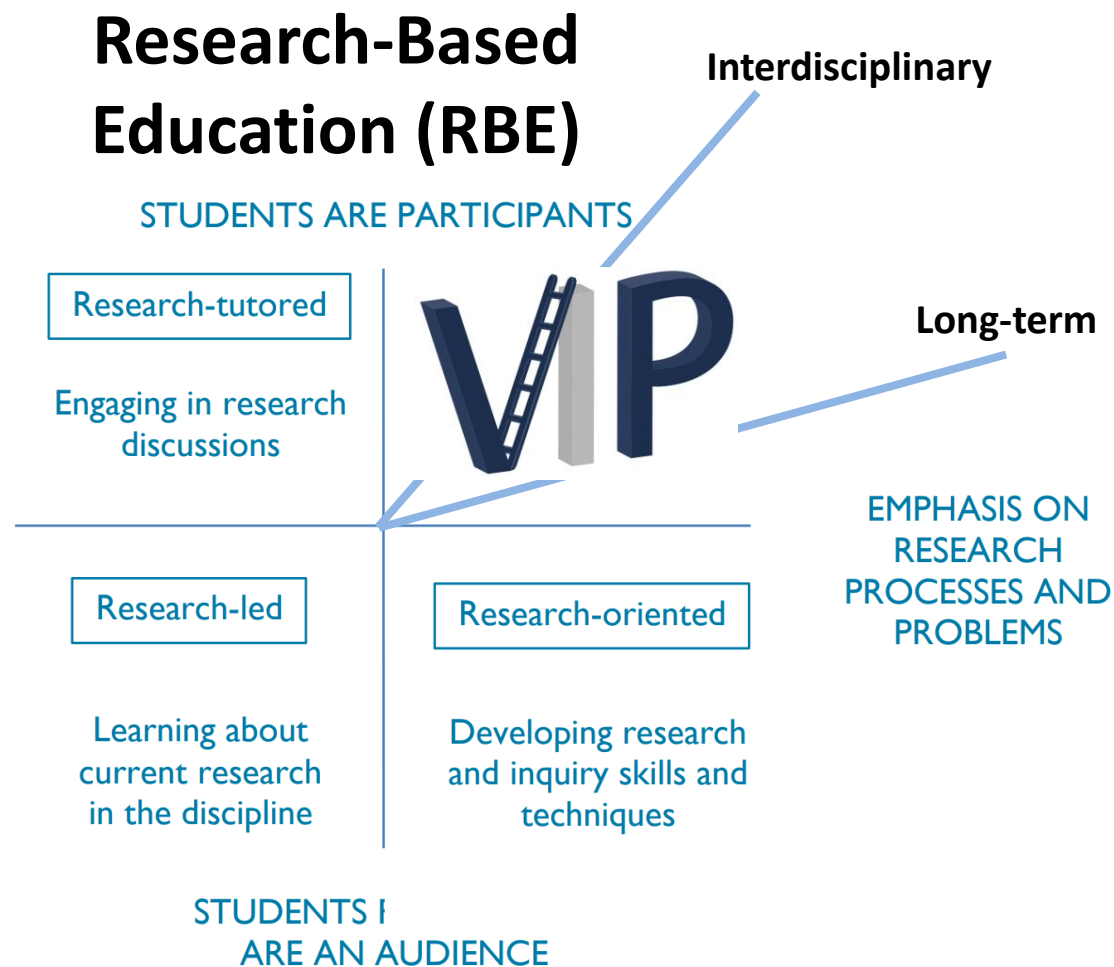 Research-Based
Education (RBE)
Interdisciplinary
STUDENTS ARE PARTICIPANTS
Research-tutored
VIP
Long-term
Engaging in research
discussions
EMPHASIS ON
RESEARCH
PROCESSES AND
PROBLEMS
Research-led
Research-oriented
Learning about
current research
in the discipline
Developing research
and inquiry skills and
techniques
STUDENTS
ARE AN AUDIENCE